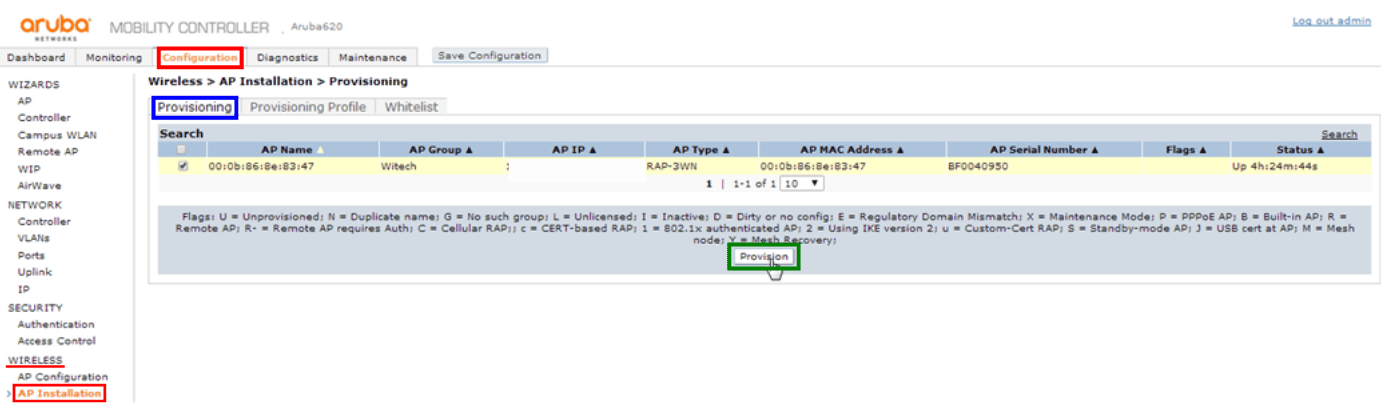 aruba NETWORKS MOBILITY CONTROLLER Aruba620 Log out admin
Dashboard Monitoring Configuration Diagnostics Maintenance Save Configuration
WIZARDS
AP
Controller
Campus WLAN
Remote AP
WIP
AirWave
NETWORK
Controller
VLANs
Ports
Uplink
IP
SECURITY
Authentication
Access Control
WIRELESS
AP Configuration
> AP Installation
Wireless > AP Installation > Provisioning
Provisioning Provisioning Profile Whitelist
Search Search
AP Name ▲ AP Group ▲ AP IP ▲ AP Type ▲ AP MAC Address ▲ AP Serial Number ▲ Flags ▲ Status ▲
00:0b:86:8e:83:47 Witech RAP-3WN 00:0b:86:8e:83:47 BF0040950 Up 4h:24m:44s
1 | 1-1 of 1 10 ▼
Flags: U = Unprovisioned; N = Duplicate name; G = No such group; L = Unlicensed; I = Inactive; D = Dirty or no config; E = Regulatory Domain Mismatch; X = Maintenance Mode; P = PPPoE AP; B = Built-in AP; R =
Remote AP; R- = Remote AP requires Auth; C = Cellular RAP;; c = CERT-based RAP; 1 = 802.1x authenticated AP; 2 = Using IKE version 2; u = Custom-Cert RAP; S = Standby-mode AP; J = USB cert at AP; M = Mesh
node; Y = Mesh Recovery;
Provision